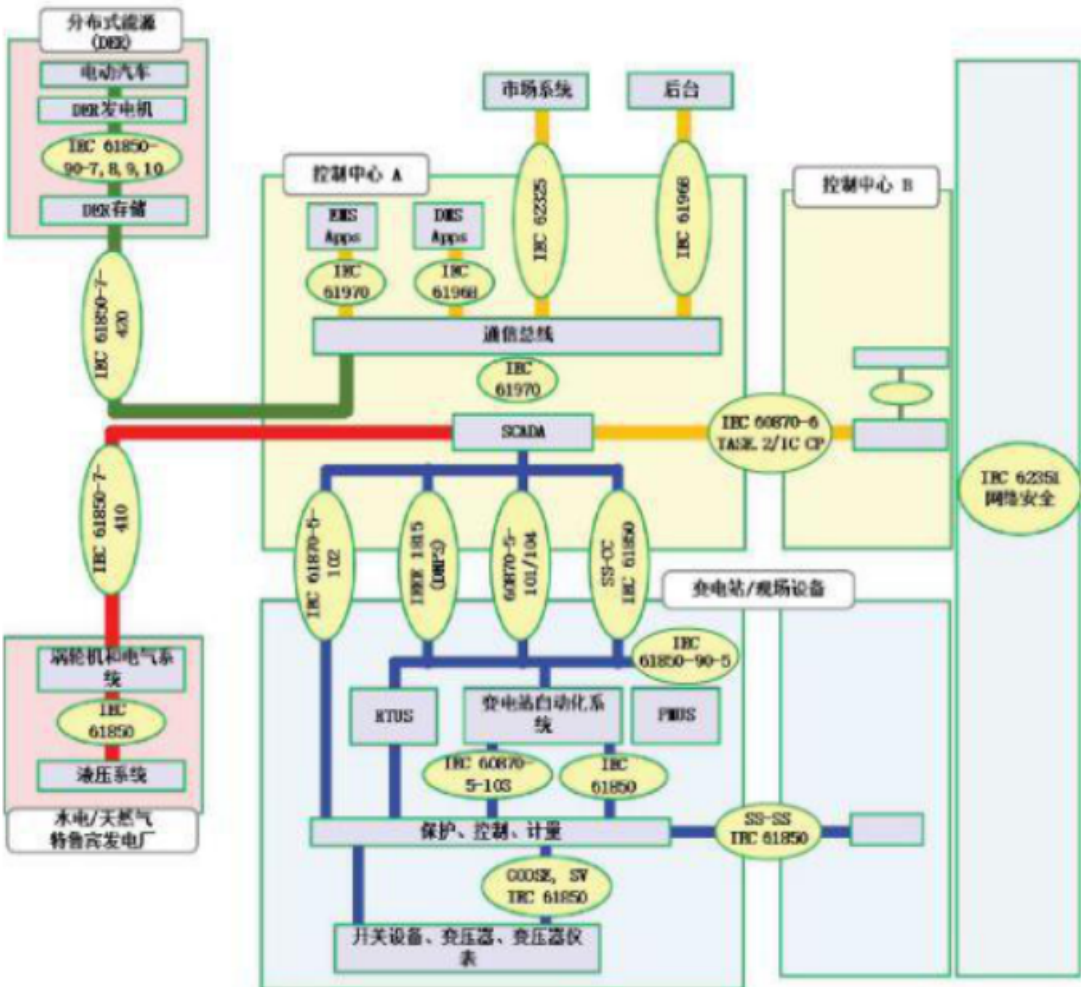 分布式能源
(DER)
电动汽车
DER发电机
IEC 61850-
90-7,8,9,10
DER存储
IEC 61850-7-
420
市场系统
后台
控制中心 A
EMS
Apps
DMS
Apps
IEC
61970
IEC
61968
IEC 62325
IEC 61968
通信总线
IEC
61970
控制中心 B
SCADA
IEC 60870-6
TASE.2/IC CP
IEC 62351
网络安全
IEC 61850-7-
410
IEC 61870-5-
102
IEEE 1815
(DNPS)
60870-5-
101/104
SS-CC
IEC 61850
变电站/现场设备
IEC
61850-90-5
涡轮机和电气系
统
IEC
61850
液压系统
水电/天然气
特鲁宾发电厂
RTUS
变电站自动化系
统
PMUS
IEC 60870-
5-103
IEC
61850
保护、控制、计量
SS-SS
IEC 61850
GOOSE, SV
IEC 61850
开关设备、变压器、变压器仪
表